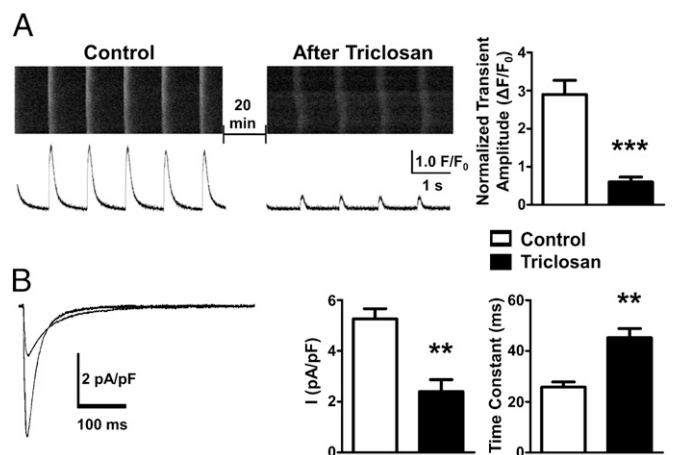 A
Control
After Triclosan
20
min
1.0 F/F0
1 s
Normalized Transient
Amplitude (ΔF/F0)
4
3
2
1
0
***
Control
Triclosan
B
2 pA/pF
100 ms
I (pA/pF)
6
4
2
0
**
Time Constant (ms)
60
40
20
0
**